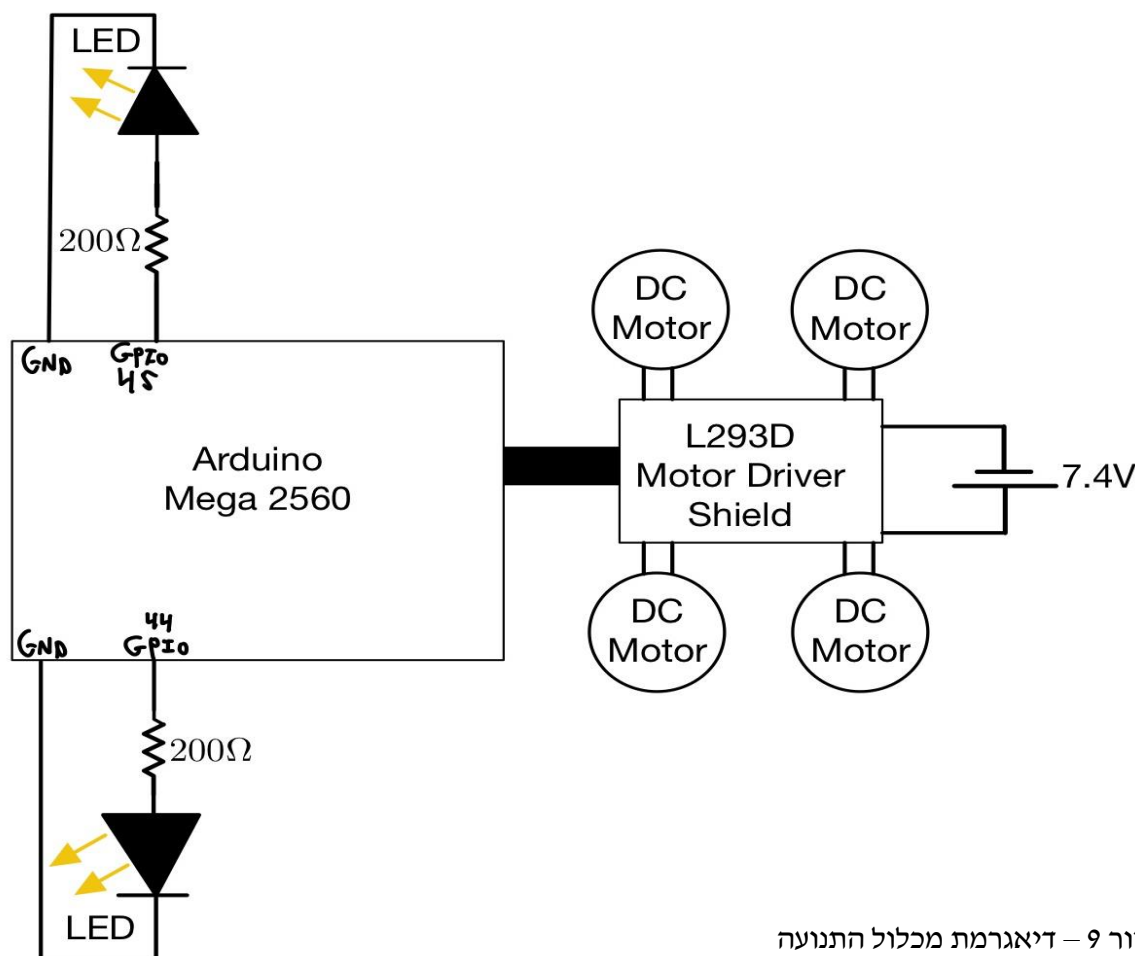 LED
200Ω
GND
GPIO
45
DC
Motor
DC
Motor
Arduino
Mega 2560
L293D
Motor Driver
Shield
7.4V
GND
44
GPIO
DC
Motor
DC
Motor
200Ω
LED
9 – דיאגרמת מכלול התנועה